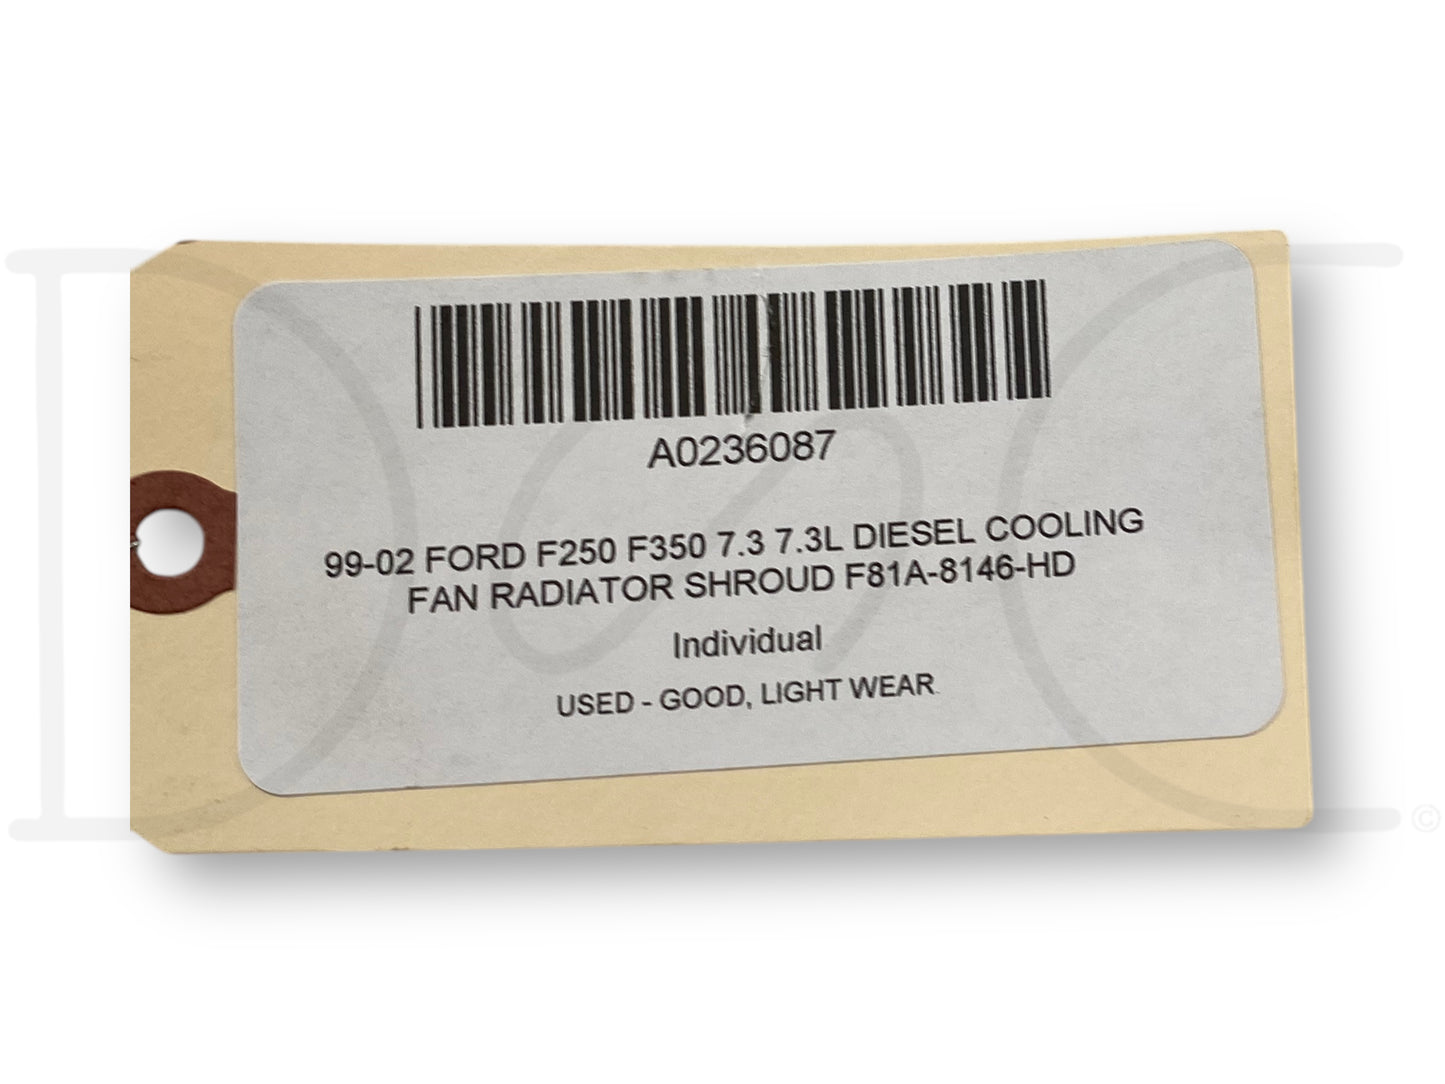 A0236087
99-02 FORD F250 F350 7.3 7.3L DIESEL COOLING
FAN RADIATOR SHROUD F81A-8146-HD
Individual
USED - GOOD, LIGHT WEAR
©